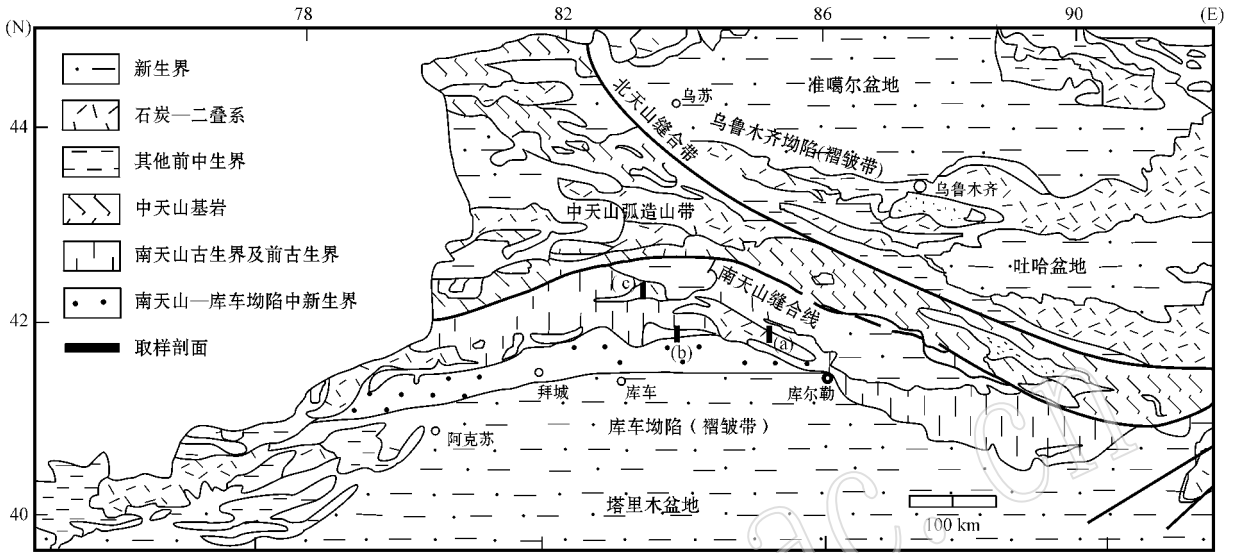 (N)
78
82
86
90
(E)
44
42
40
新生界
石炭—二叠系
其他前中生界
中天山基岩
南天山古生界及前古生界
南天山—库车坳陷中新生界
取样剖面
准噶尔盆地
乌苏
北天山缝合带
乌鲁木齐坳陷(褶皱带)
乌鲁木齐
中天山弧造山带
吐哈盆地
南天山缝合线
(c)
(b)
(a)
拜城
库车
库尔勒
库车坳陷(褶皱带)
阿克苏
塔里木盆地
100 km
78
82
86
90
ac.cn